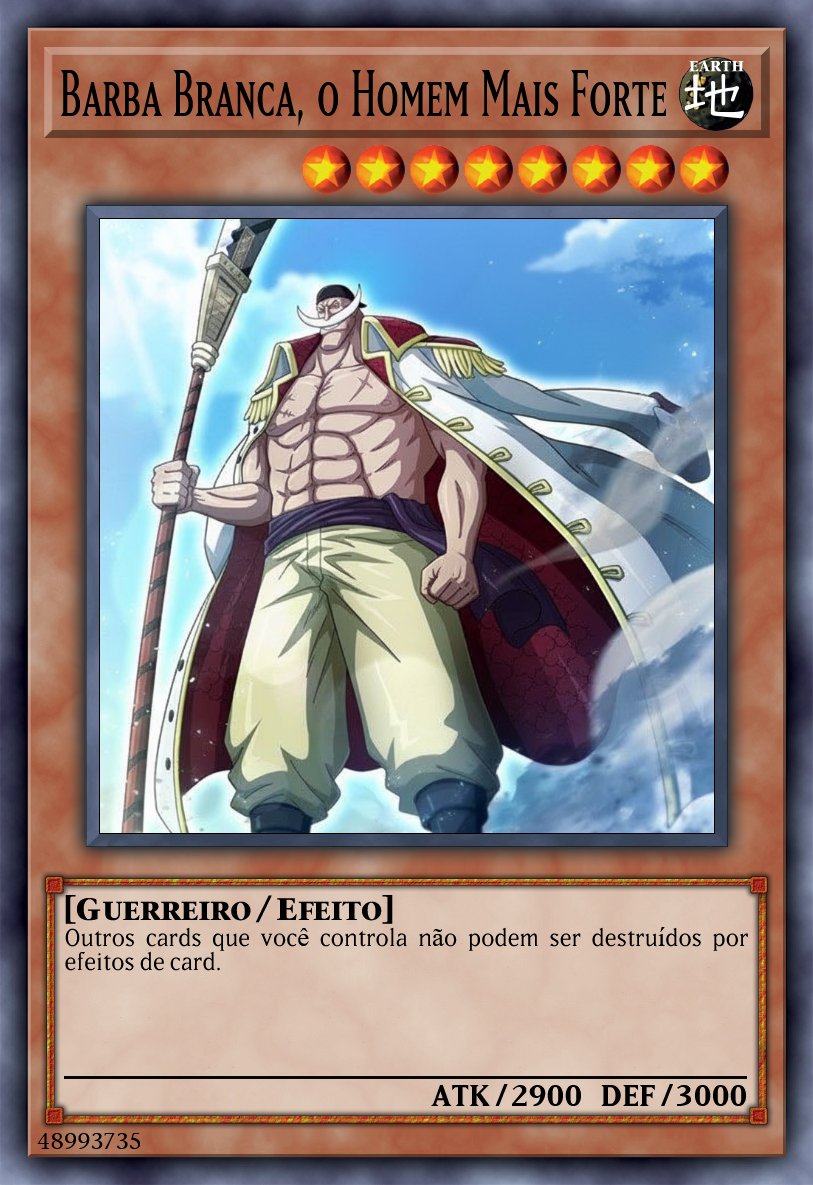 Barba Branca, o Homem Mais Forte
EARTH
地
[Guerreiro / Efeito]
Outros cards que você controla não podem ser destruídos por
efeitos de card.
ATK / 2900 DEF / 3000
48993735